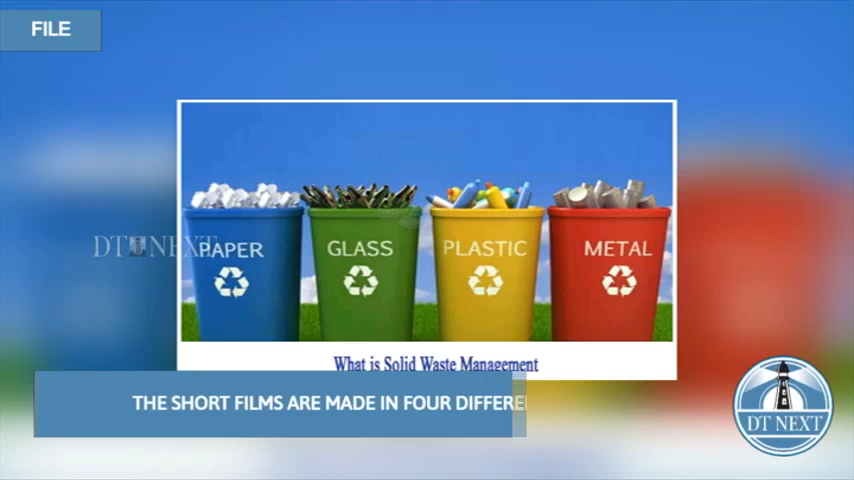 FILE
DT NEXT
PAPER
GLASS
PLASTIC
METAL
What is Solid Waste Management
THE SHORT FILMS ARE MADE IN FOUR
DT NEXT